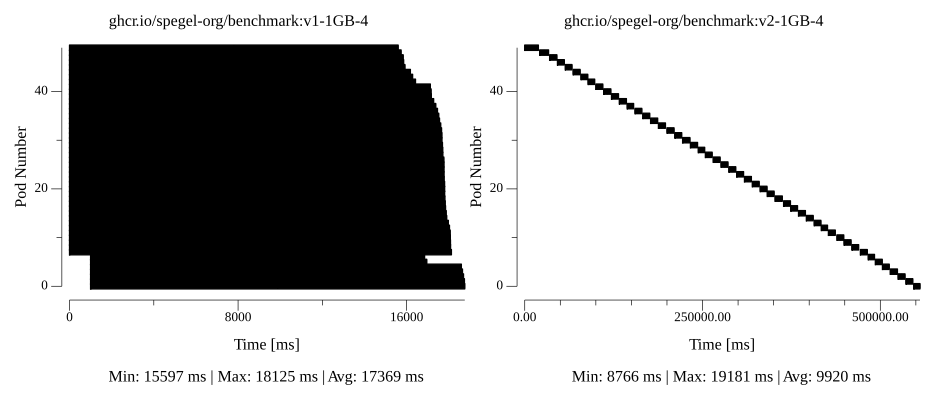 ghcr.io/spegel-org/benchmark:v1-1GB-4
Pod Number
40
20
0
0
8000
16000
Time [ms]
Min: 15597 ms | Max: 18125 ms | Avg: 17369 ms
ghcr.io/spegel-org/benchmark:v2-1GB-4
Pod Number
40
20
0
0.00
250000.00
500000.00
Time [ms]
Min: 8766 ms | Max: 19181 ms | Avg: 9920 ms